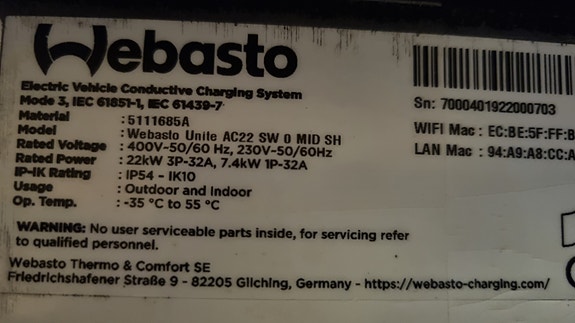 Webasto
Electric Vehicle Conductive Charging System
Mode 3, IEC 61851-1, IEC 61439-7
Material : 5111685A
Model : Webasto Unite AC22 SW 0 MID SH
Rated Voltage : 400V~50/60 Hz, 230V~50/60Hz
Rated Power : 22kW 3P-32A, 7.4kW 1P-32A
IP-IK Rating : IP54 - IK10
Usage : Outdoor and Indoor
Op. Temp. : -35 °C to 55 °C
WARNING: No user serviceable parts inside, for servicing refer
to qualified personnel.
Webasto Thermo & Comfort SE
Friedrichshafener Straße 9 - 82205 Gilching, Germany - https://webasto-charging.com/
Sn: 7000401922000703
WIFI Mac : EC:BE:5F:FF:B
LAN Mac : 94:A9:A8:CC:A